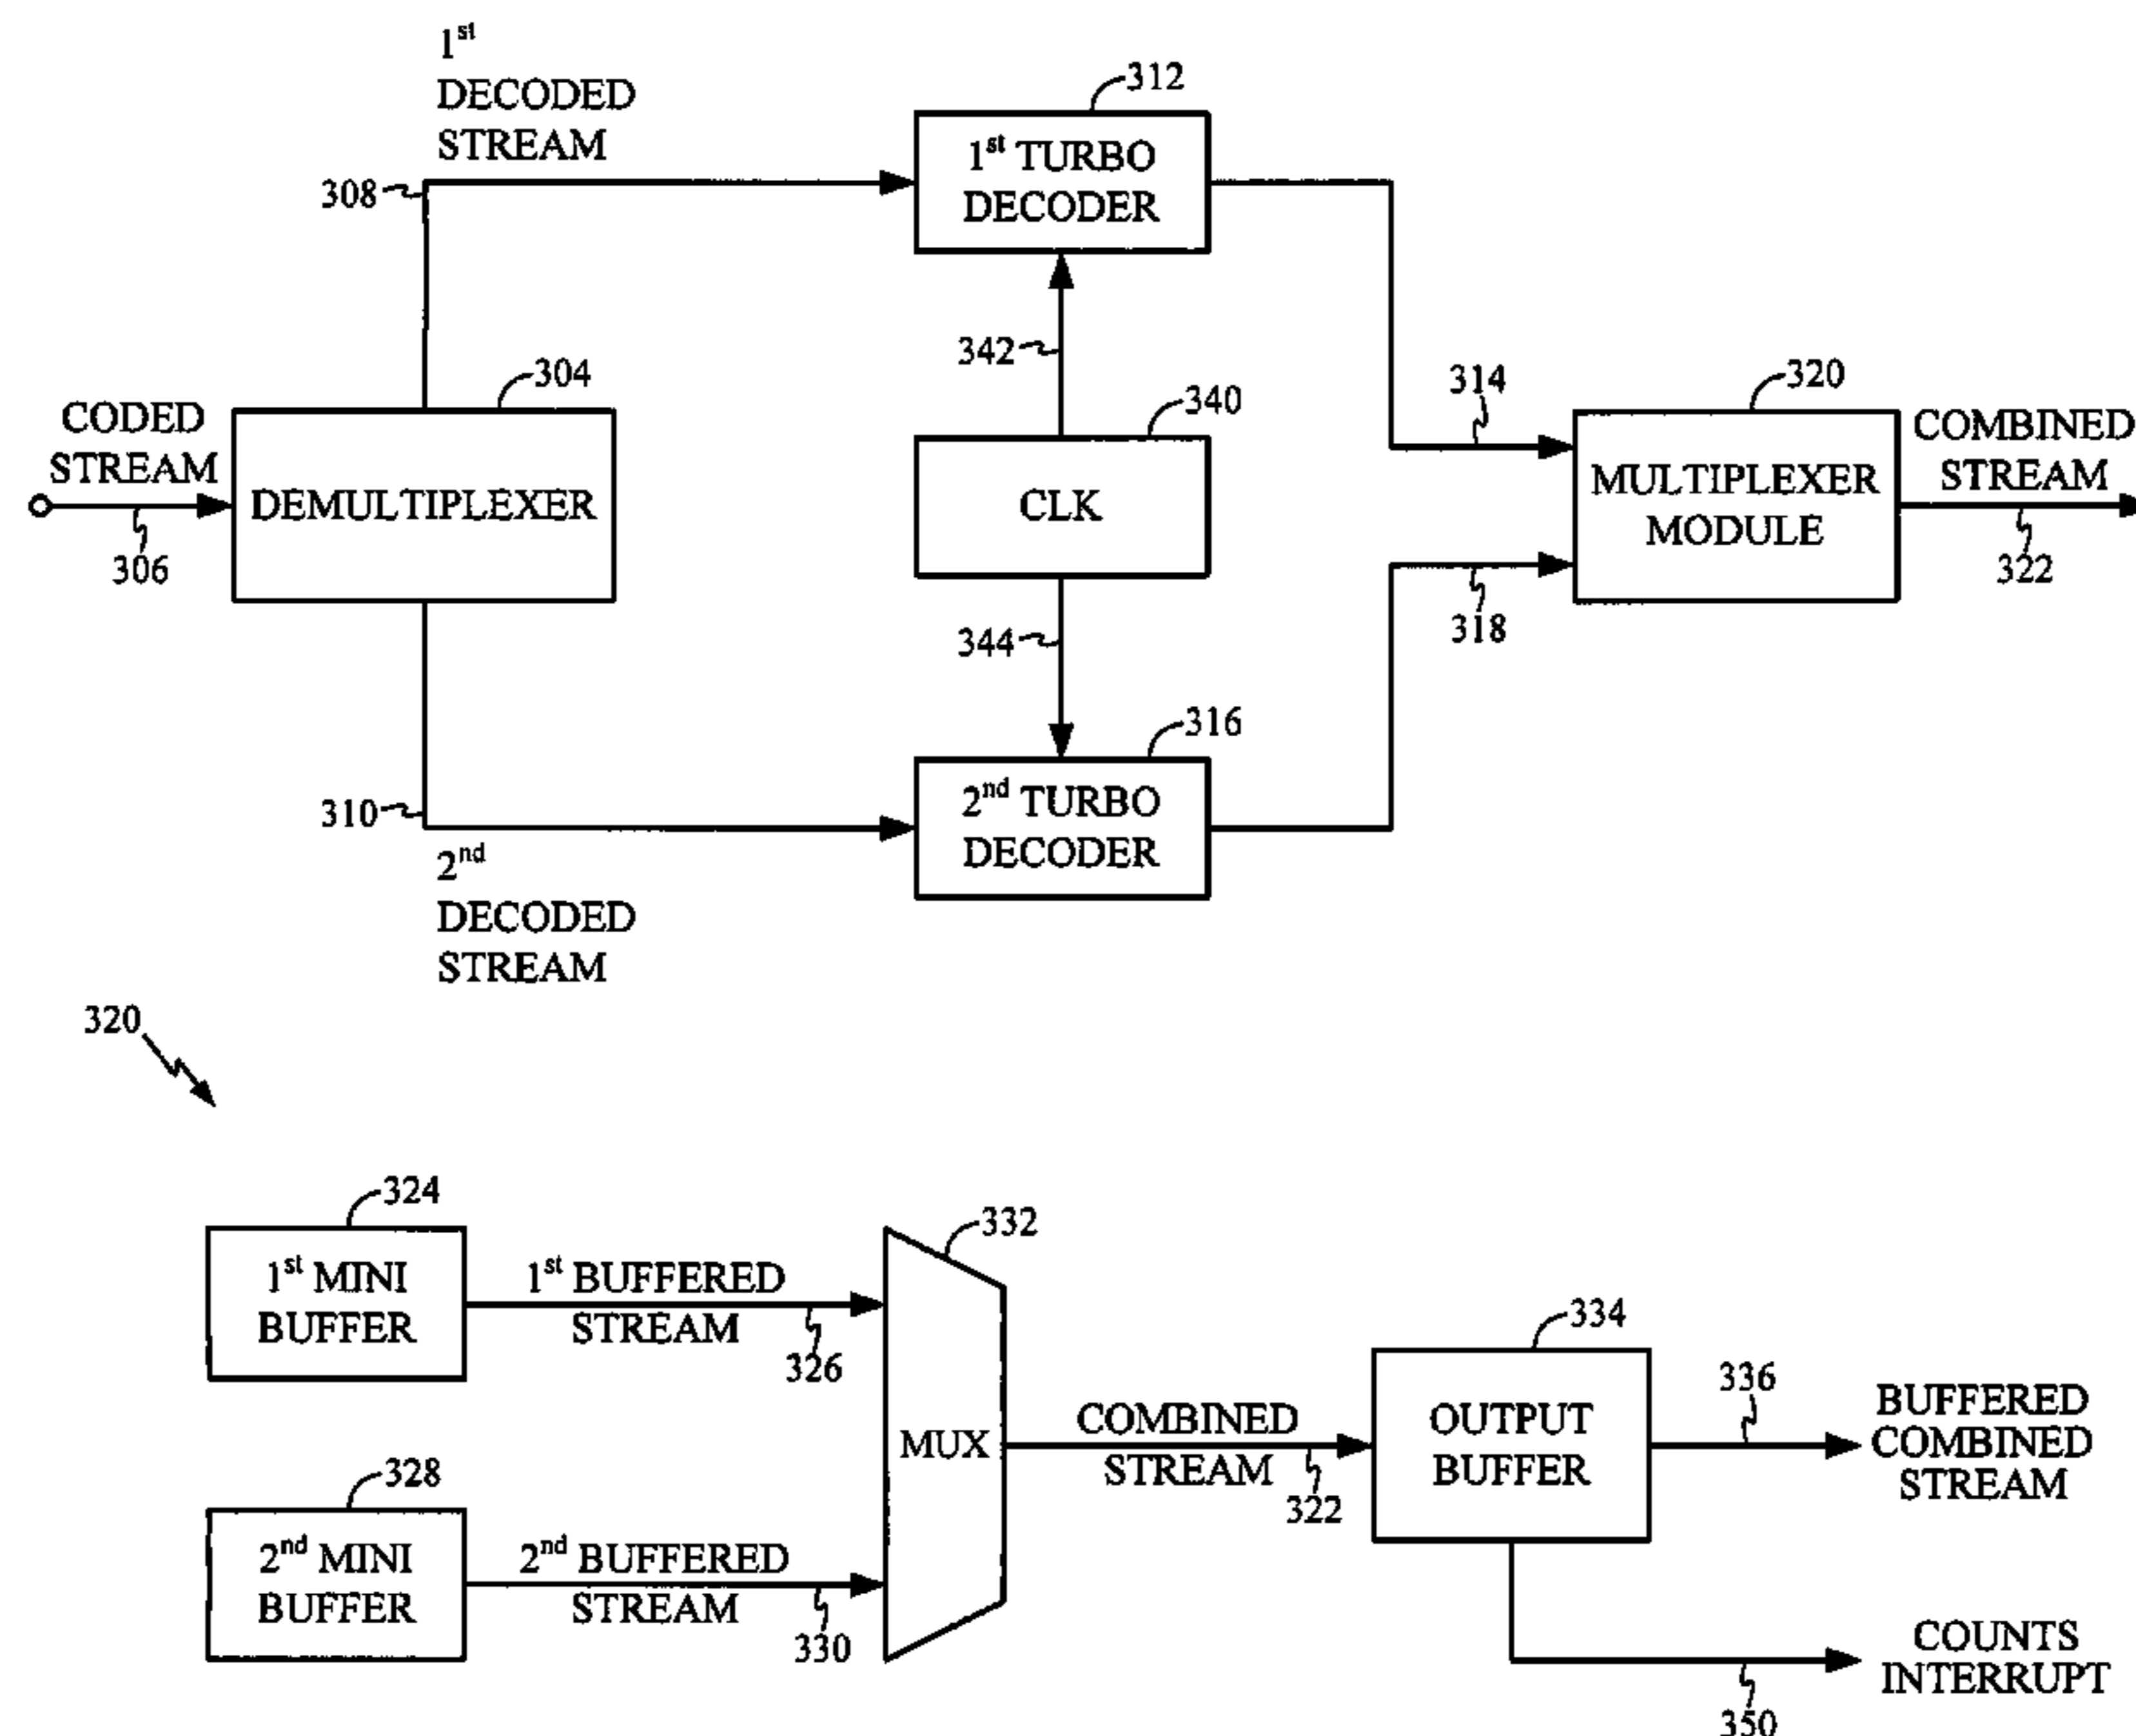 1st
DECODED
STREAM
308
312
1st TURBO
DECODER
342
304
340
314
320
CODED
STREAM
306
DEMULTIPLEXER
CLK
MULTIPLEXER
MODULE
COMBINED
STREAM
322
318
344
316
310
2nd TURBO
DECODER
2nd
DECODED
STREAM
320
324
1st MINI
BUFFER
1st BUFFERED
STREAM
326
332
MUX
328
2nd MINI
BUFFER
2nd BUFFERED
STREAM
330
COMBINED
STREAM
322
334
OUTPUT
BUFFER
336
BUFFERED
COMBINED
STREAM
COUNTS
INTERRUPT
350